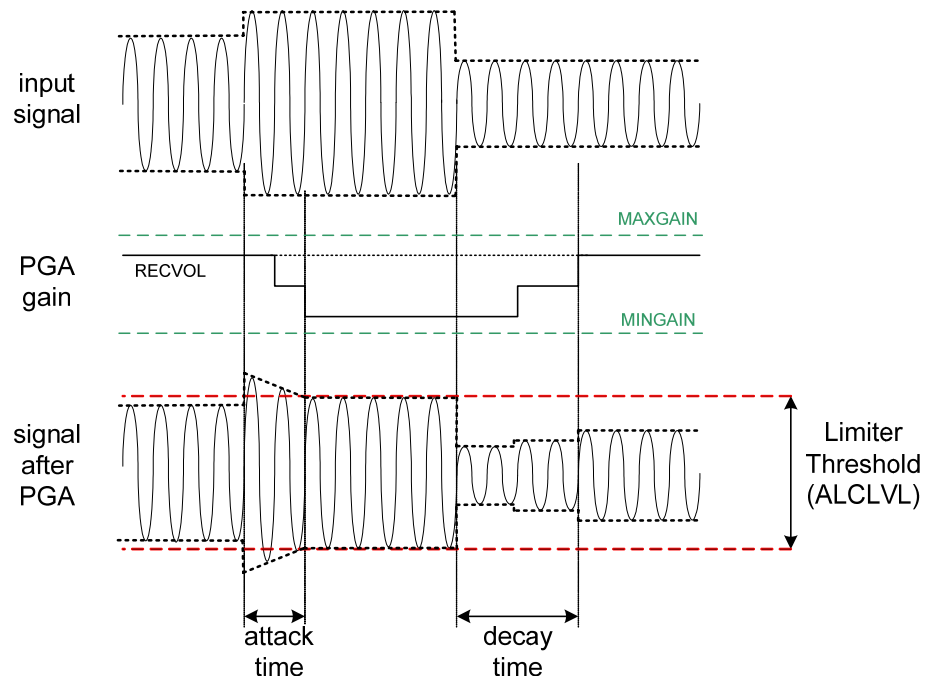 input
signal
MAXGAIN
PGA
gain
RECVOL
MINGAIN
signal
after
PGA
Limiter
Threshold
(ALCLVL)
attack
time
decay
time